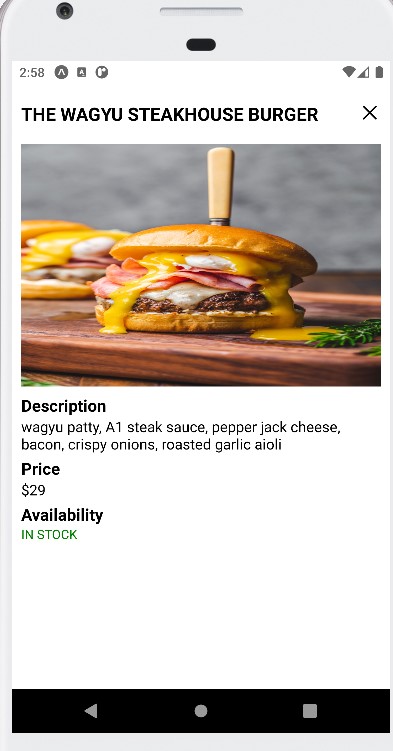 2:58
THE WAGYU STEAKHOUSE BURGER
Description
wagyu patty, A1 steak sauce, pepper jack cheese,
bacon, crispy onions, roasted garlic aioli
Price
$29
Availability
IN STOCK